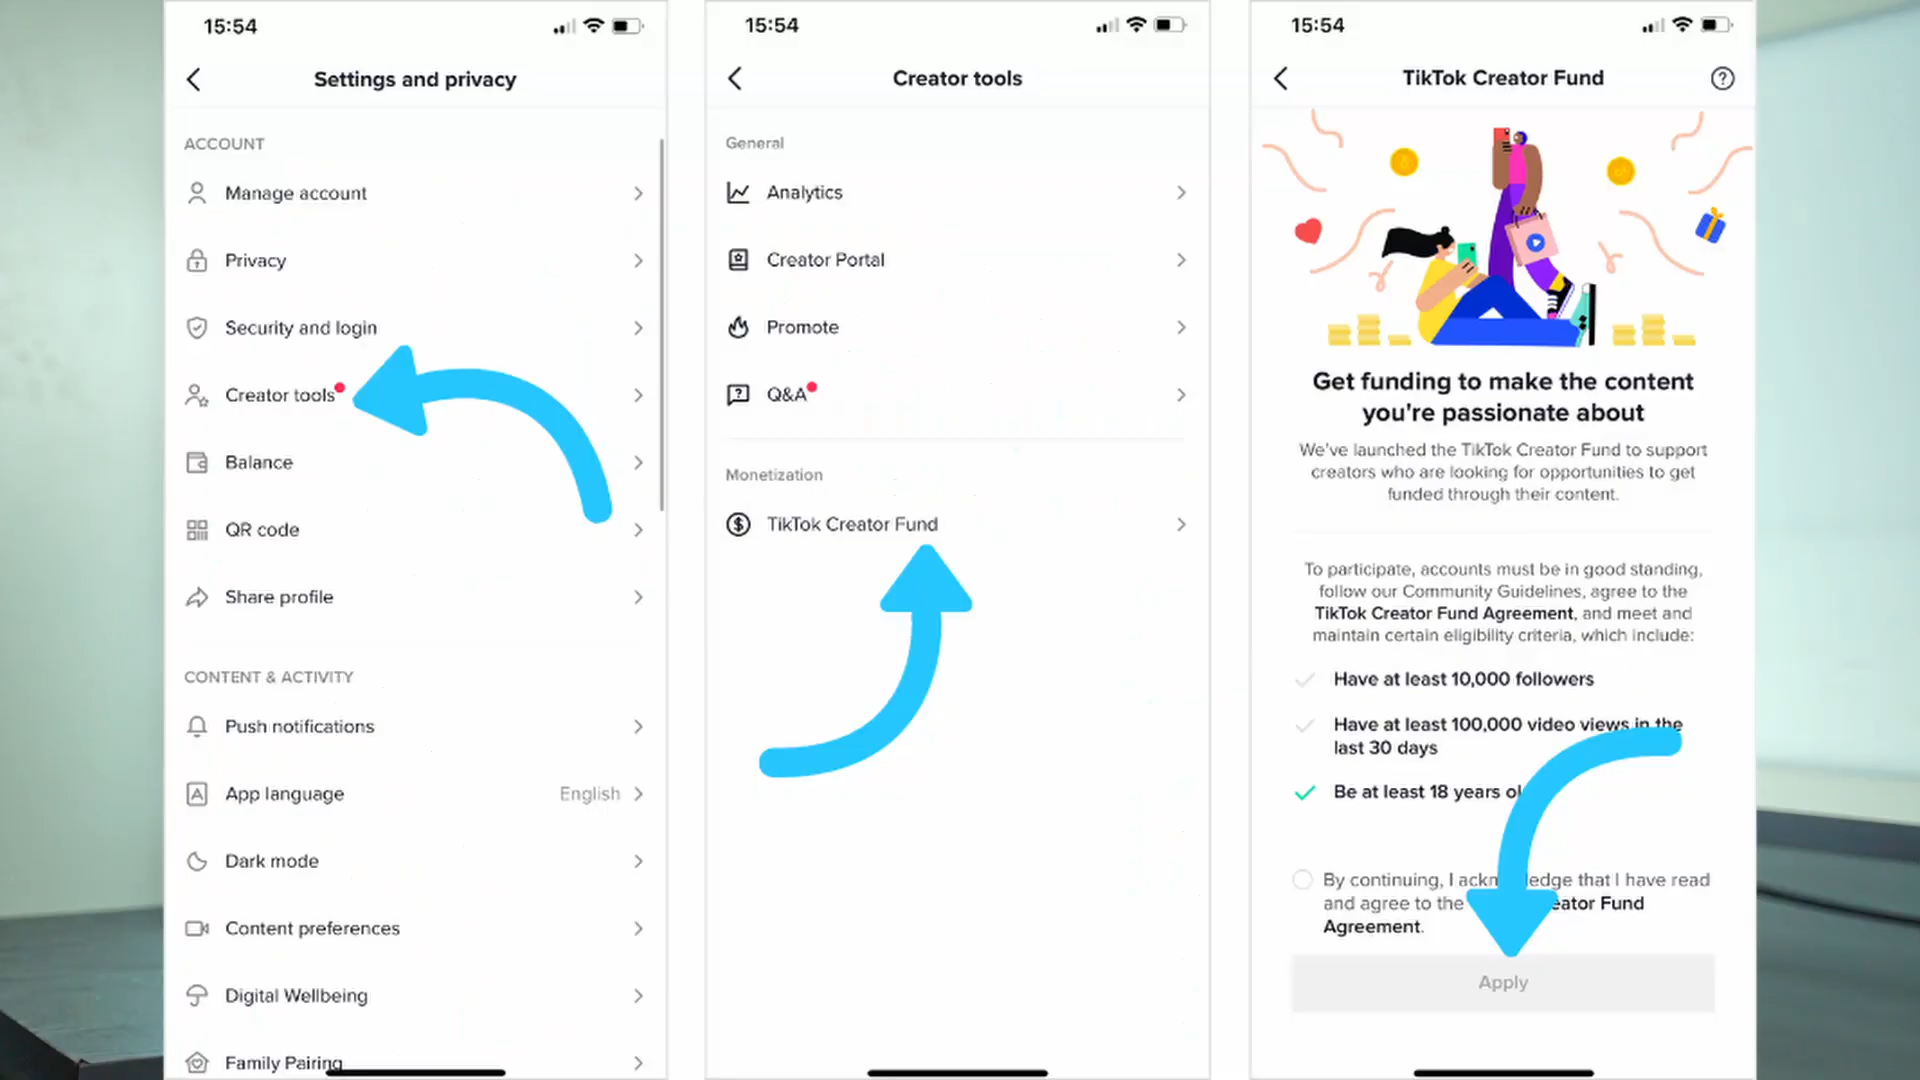 15:54
Settings and privacy
ACCOUNT
Manage account
Privacy
Security and login
Creator tools
Balance
QR code
Share profile
CONTENT & ACTIVITY
Push notifications
App language English
Dark mode
Content preferences
Digital Wellbeing
Family Pairing
15:54
Creator tools
General
Analytics
Creator Portal
Promote
Q&A
Monetization
TikTok Creator Fund
15:54
TikTok Creator Fund
Get funding to make the content
you're passionate about
We've launched the TikTok Creator Fund to support
creators who are looking for opportunities to get
funded through their content.
To participate, accounts must be in good standing,
follow our Community Guidelines, agree to the
TikTok Creator Fund Agreement, and meet and
maintain certain eligibility criteria, which include:
Have at least 10,000 followers
Have at least 100,000 video views in the
last 30 days
Be at least 18 years
By continuing, I that I have read
and agree to the Fund
Agreement.
Apply